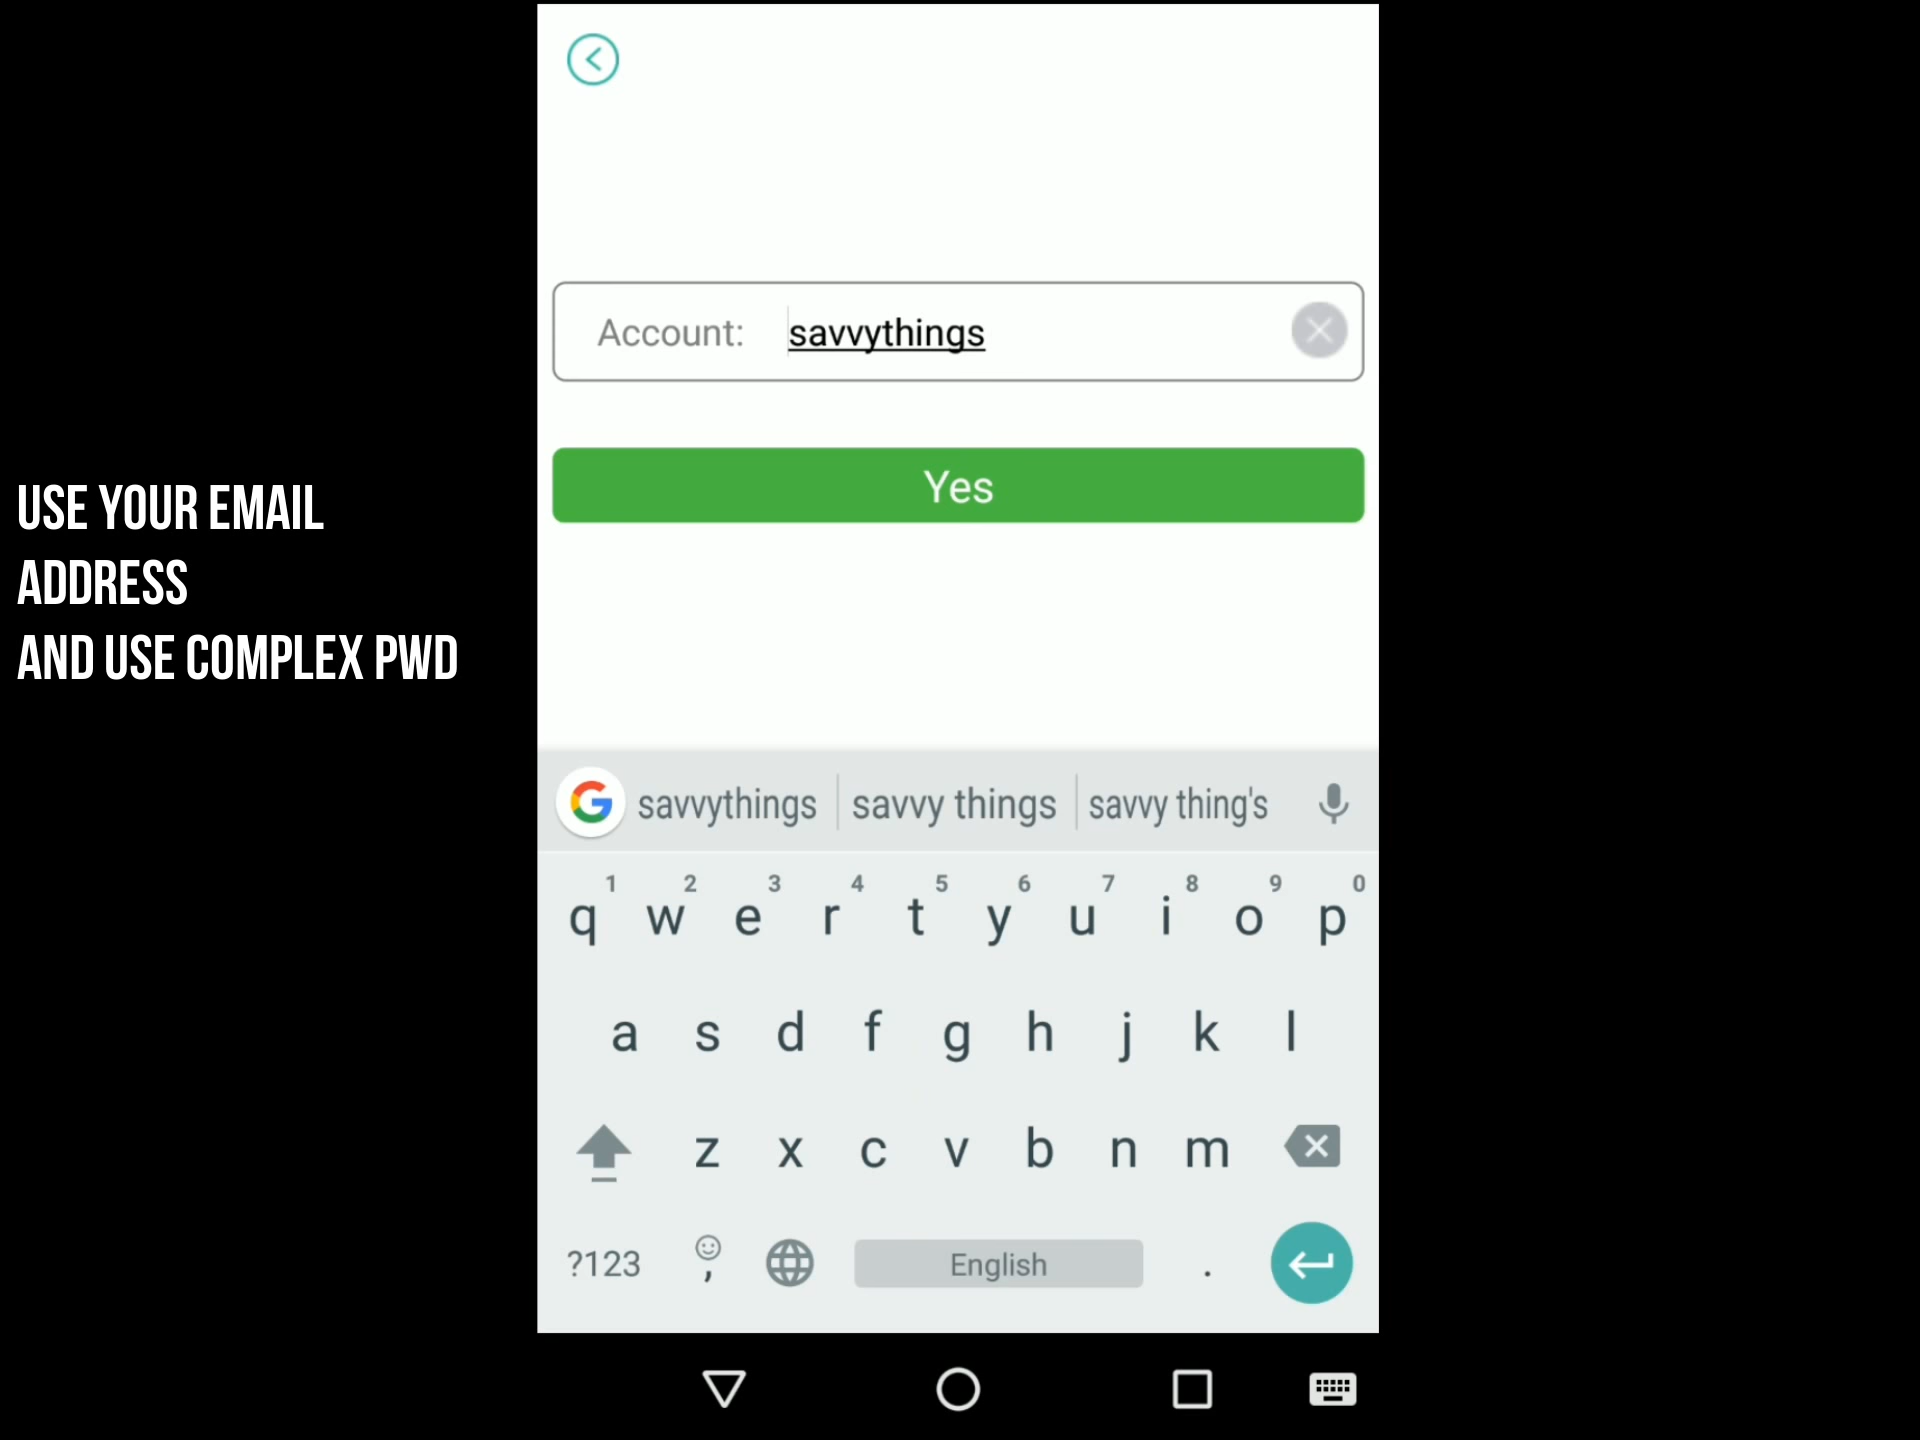 USE YOUR EMAIL
ADDRESS
AND USE COMPLEX PWD
Account: savvythings
Yes
savvythings savvy things savvy thing's
1 2 3 4 5 6 7 8 9 0
q w e r t y u i o p
a s d f g h j k l
z x c v b n m
?123 , English .